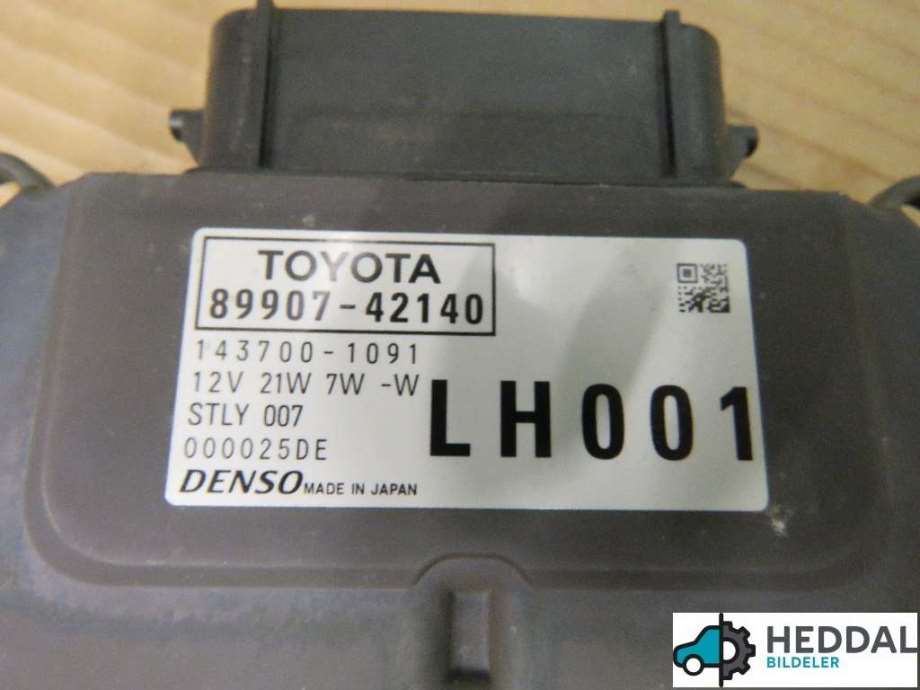 TOYOTA
89907-42140
143700-1091
12V 21W 7W -W
STLY 007
000025DE
LH001
DENSO MADE IN JAPAN
HEDDAL
BILDELER